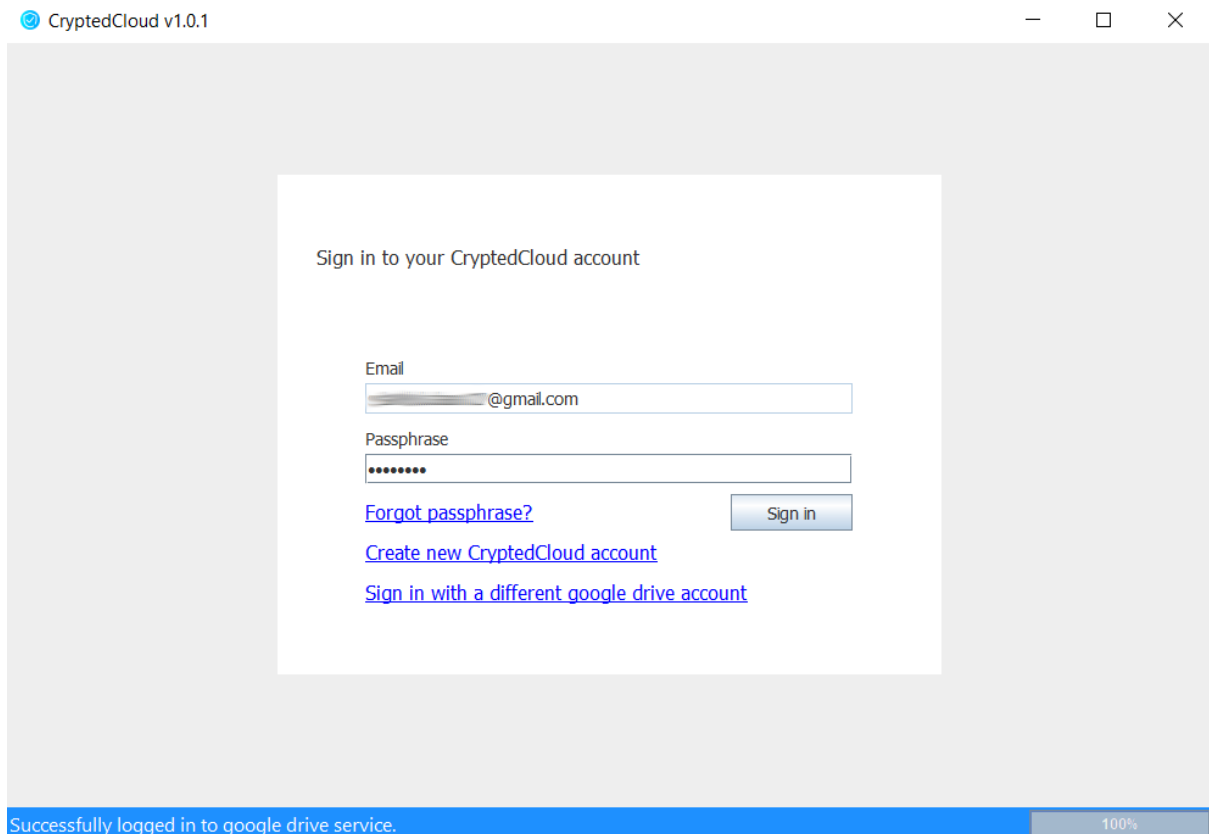 CryptedCloud v1.0.1
Sign in to your CryptedCloud account
Email
@gmail.com
Passphrase
••••••••
Forgot passphrase?
Sign in
Create new CryptedCloud account
Sign in with a different google drive account
Successfully logged in to google drive service.
100%